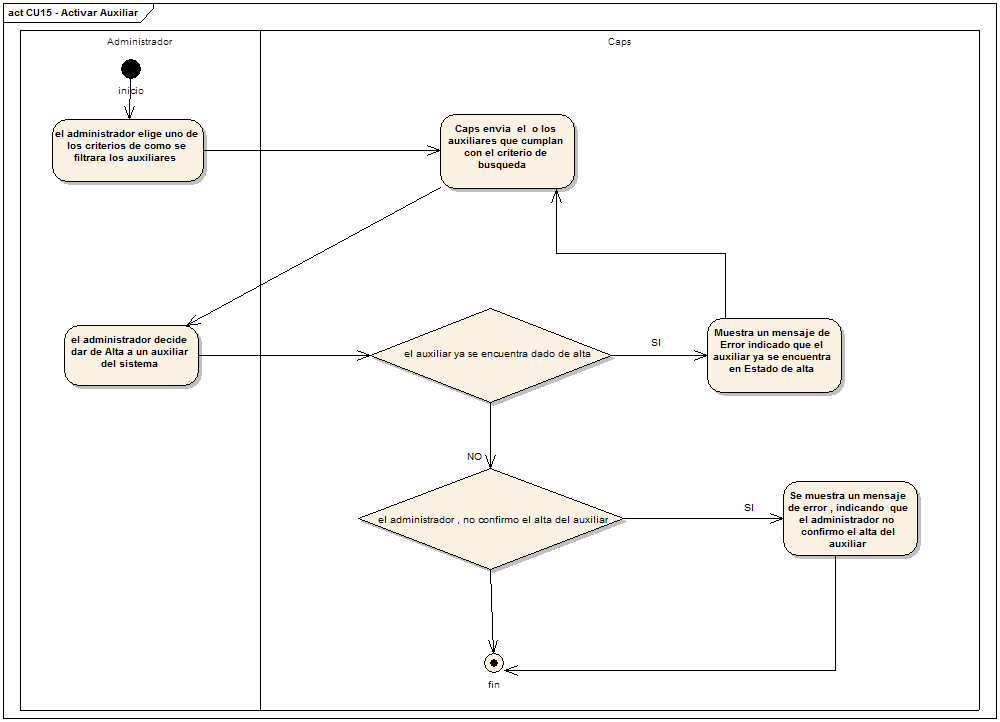 act CU15 - Activar Auxiliar
Administrador
Caps
inicio
el administrador elige uno de
los criterios de como se
filtrara los auxiliares
Caps envia el o los
auxiliares que cumplan
con el criterio de
busqueda
el administrador decide
dar de Alta a un auxiliar
del sistema
el auxiliar ya se encuentra dado de alta
SI
Muestra un mensaje de
Error indicado que el
auxiliar ya se encuentra
en Estado de alta
NO
el administrador , no confirmo el alta del auxiliar
SI
Se muestra un mensaje
de error , indicando que
el administrador no
confirmo el alta del
auxiliar
fin